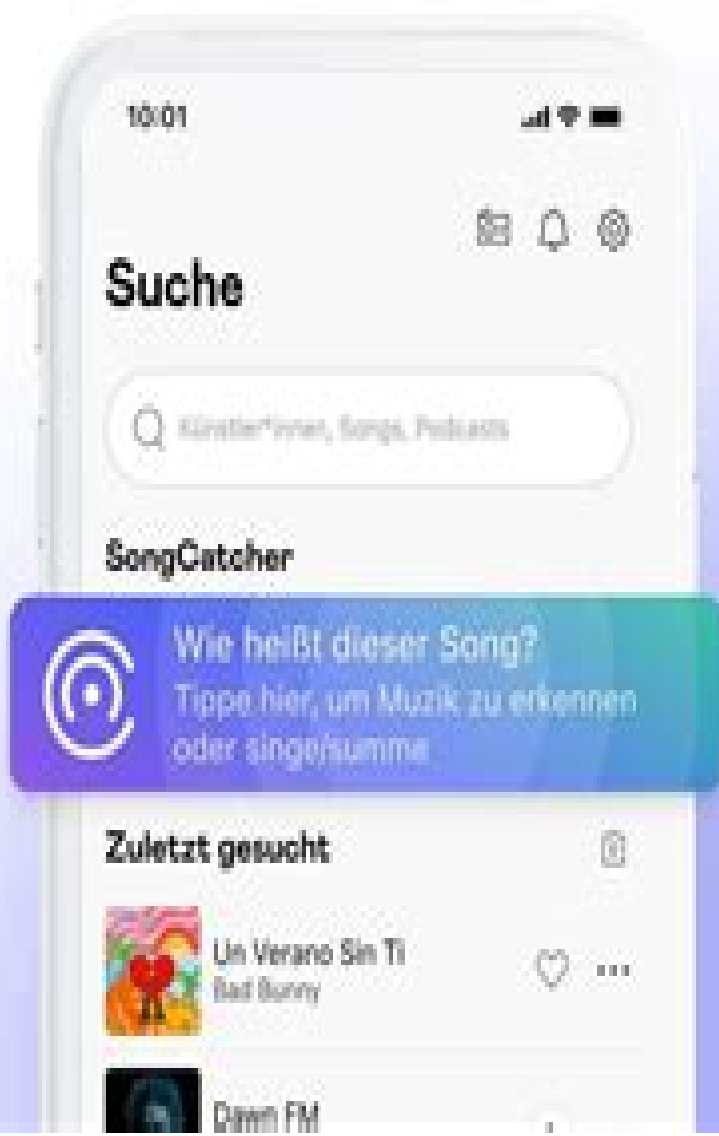 10:01
Suche
Künstler*innen, Songs, Podcasts
SongCatcher
Wie heißt dieser Song?
Tippe hier, um Muzik zu erkennen
oder singe/summe
Zuletzt gesucht
Un Verano Sin Ti
Bad Bunny
Dawn FM